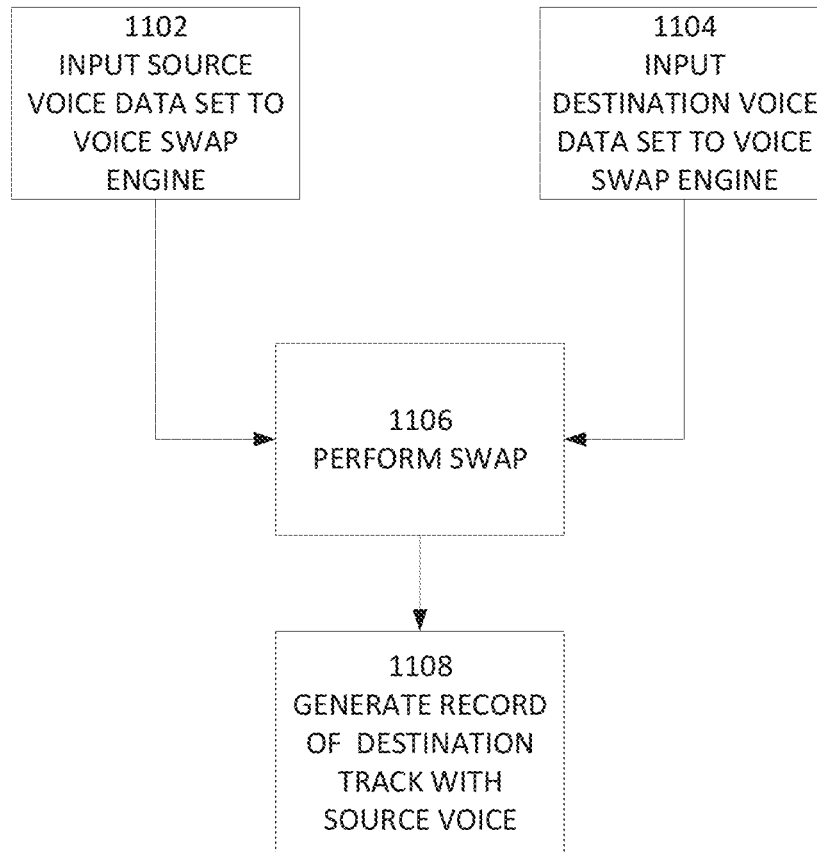 1102
INPUT SOURCE
VOICE DATA SET TO
VOICE SWAP
ENGINE
1104
INPUT
DESTINATION VOICE
DATA SET TO VOICE
SWAP ENGINE
1106
PERFORM SWAP
1108
GENERATE RECORD
OF DESTINATION
TRACK WITH
SOURCE VOICE